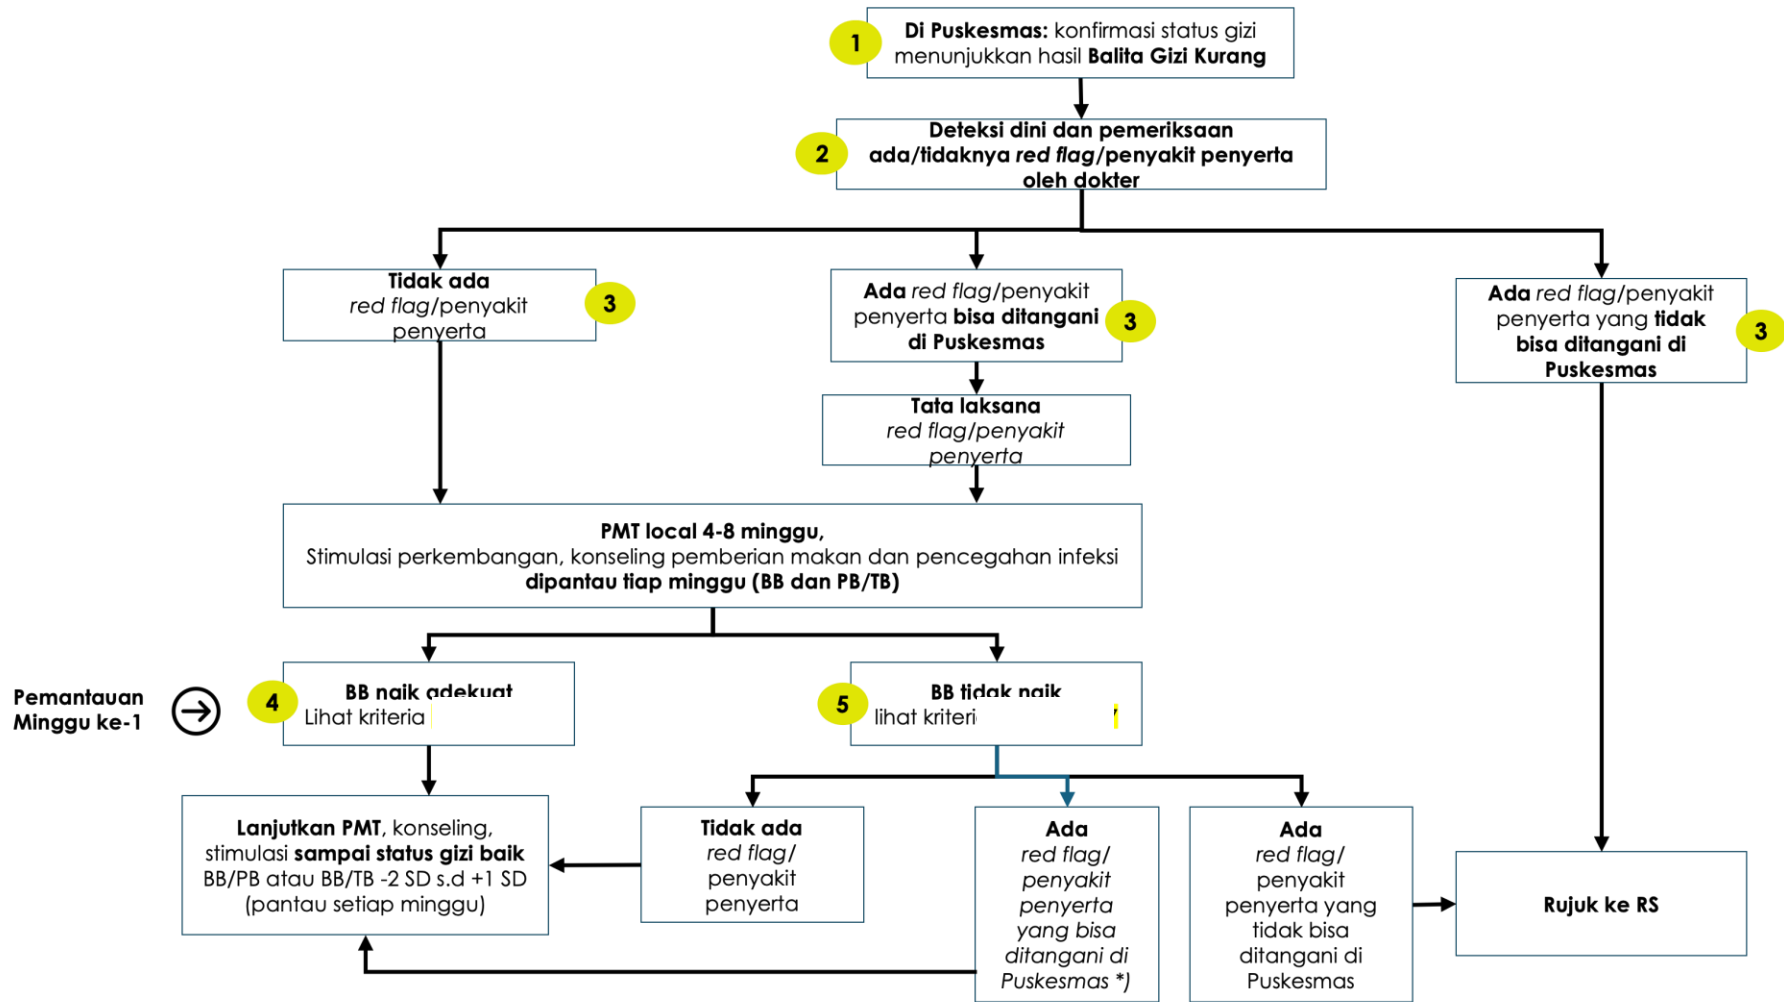 1
Di Puskesmas: konfirmasi status gizi
menunjukkan hasil Balita Gizi Kurang
2
Deteksi dini dan pemeriksaan
ada/tidaknya red flag/penyakit penyerta
oleh dokter
Tidak ada
red flag/penyakit
penyerta
3
Ada red flag/penyakit
penyerta bisa ditangani
di Puskesmas
3
Ada red flag/penyakit
penyerta yang tidak
bisa ditangani di
Puskesmas
3
Tata laksana
red flag/penyakit
penyerta
PMT local 4-8 minggu,
Stimulasi perkembangan, konseling pemberian makan dan pencegahan infeksi
dipantau tiap minggu (BB dan PB/TB)
Pemantauan
Minggu ke-1
4
BB naik adekuat
Lihat kriteria
5
BB tidak naik
lihat kriteri
Lanjutkan PMT, konseling,
stimulasi sampai status gizi baik
BB/PB atau BB/TB -2 SD s.d +1 SD
(pantau setiap minggu)
Tidak ada
red flag/
penyakit
penyerta
Ada
red flag/
penyakit
penyerta
yang bisa
ditangani di
Puskesmas *)
Ada
red flag/
penyakit
penyerta yang
tidak bisa
ditangani di
Puskesmas
Rujuk ke RS